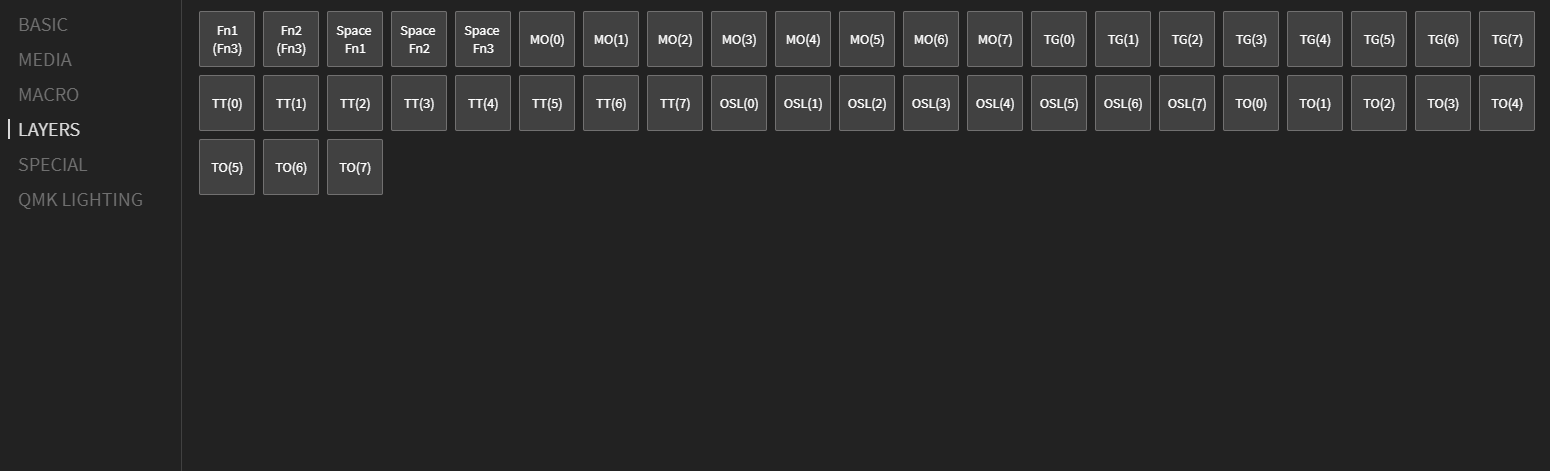 BASIC
MEDIA
MACRO
LAYERS
SPECIAL
QMK LIGHTING
Fn1 (Fn3) Fn2 (Fn3) Space Fn1 Space Fn2 Space Fn3 MO(0) MO(1) MO(2) MO(3) MO(4) MO(5) MO(6) MO(7) TG(0) TG(1) TG(2) TG(3) TG(4) TG(5) TG(6) TG(7)
TT(0) TT(1) TT(2) TT(3) TT(4) TT(5) TT(6) TT(7) OSL(0) OSL(1) OSL(2) OSL(3) OSL(4) OSL(5) OSL(6) OSL(7) TO(0) TO(1) TO(2) TO(3) TO(4)
TO(5) TO(6) TO(7)